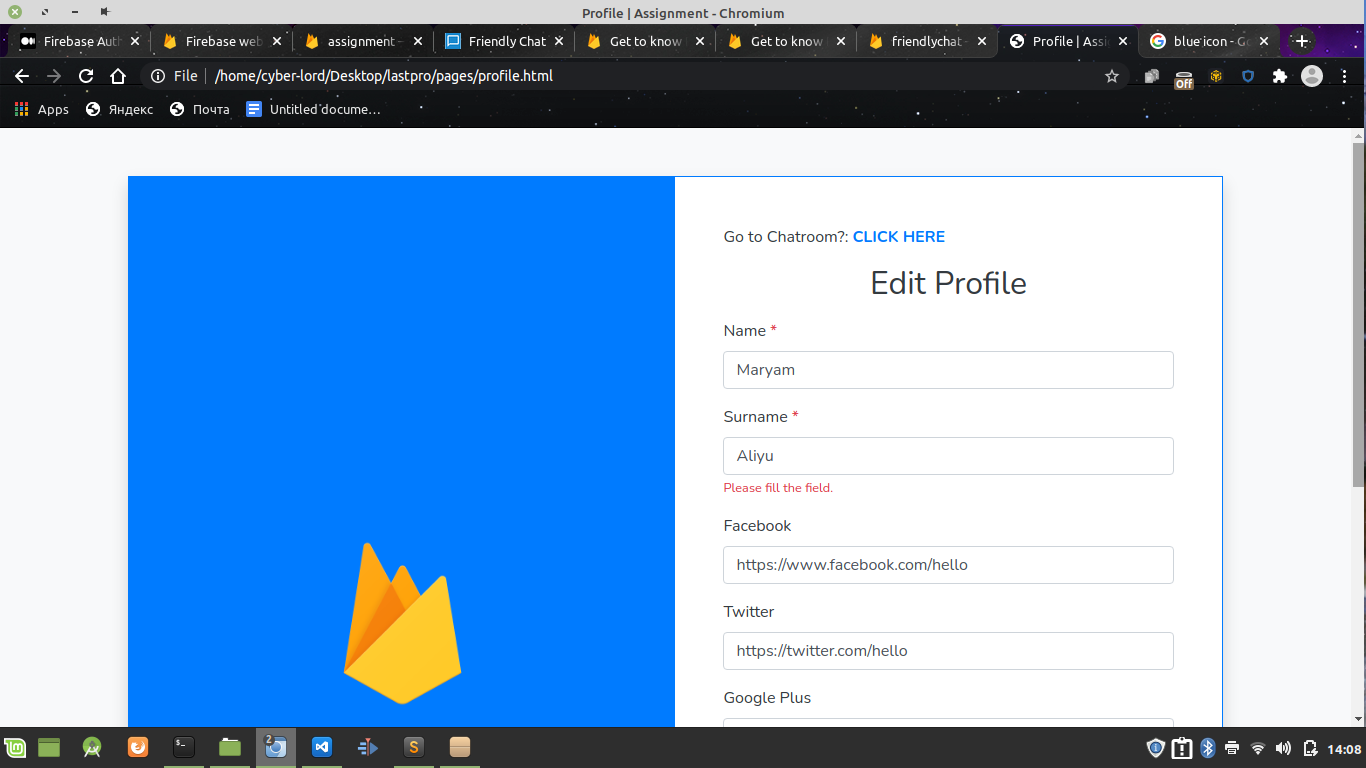 Profile | Assignment - Chromium
Firebase Aut
Firebase web
assignment -
Friendly Chat
Get to know
Get to know
friendlychat -
Profile | Assi
blue icon - Go
File
/home/cyber-lord/Desktop/lastpro/pages/profile.html
Off
Apps
Яндекс
Почта
Untitled docume...
Go to Chatroom?: CLICK HERE
Edit Profile
Name *
Maryam
Surname *
Aliyu
Please fill the field.
Facebook
https://www.facebook.com/hello
Twitter
https://twitter.com/hello
Google Plus
2
S
14:08